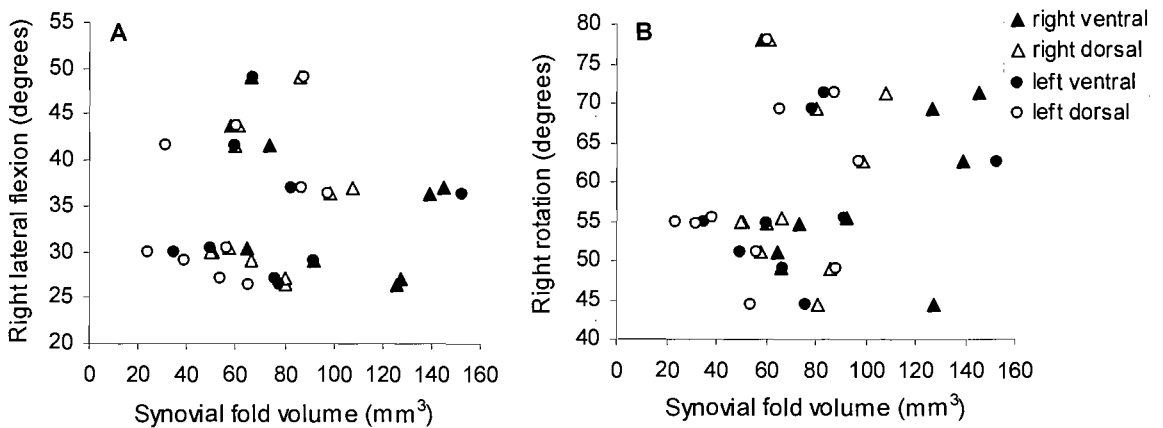 A
Right lateral flexion (degrees)
55
50
45
40
35
30
25
20
0 20 40 60 80 100 120 140 160
Synovial fold volume (mm³)
B
Right rotation (degrees)
80
75
70
65
60
55
50
45
40
0 20 40 60 80 100 120 140 160
Synovial fold volume (mm³)
right ventral
right dorsal
left ventral
left dorsal